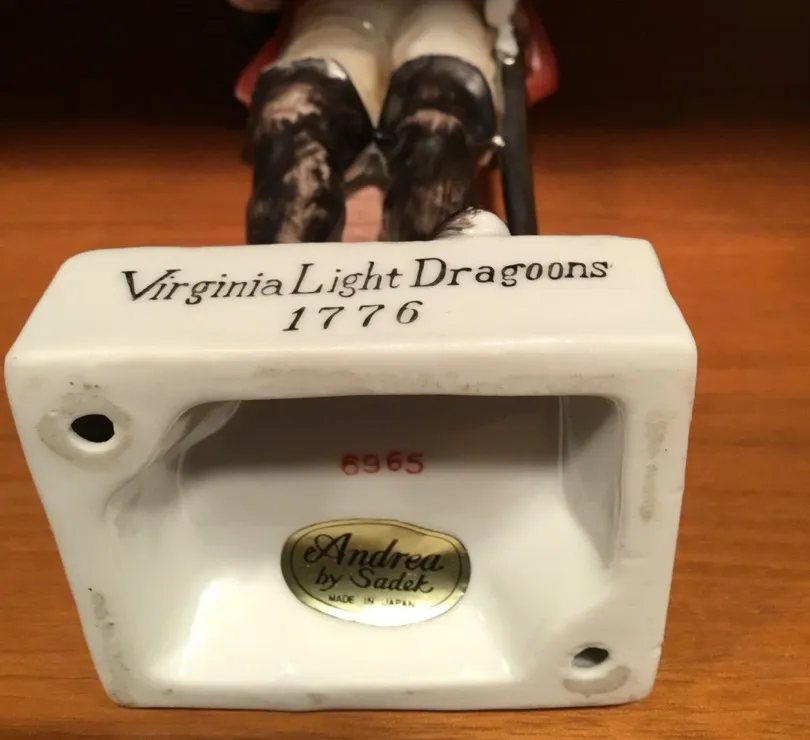 Virginia Light Dragoons
1776
6965
Andrea
by Sadek
MADE IN JAPAN